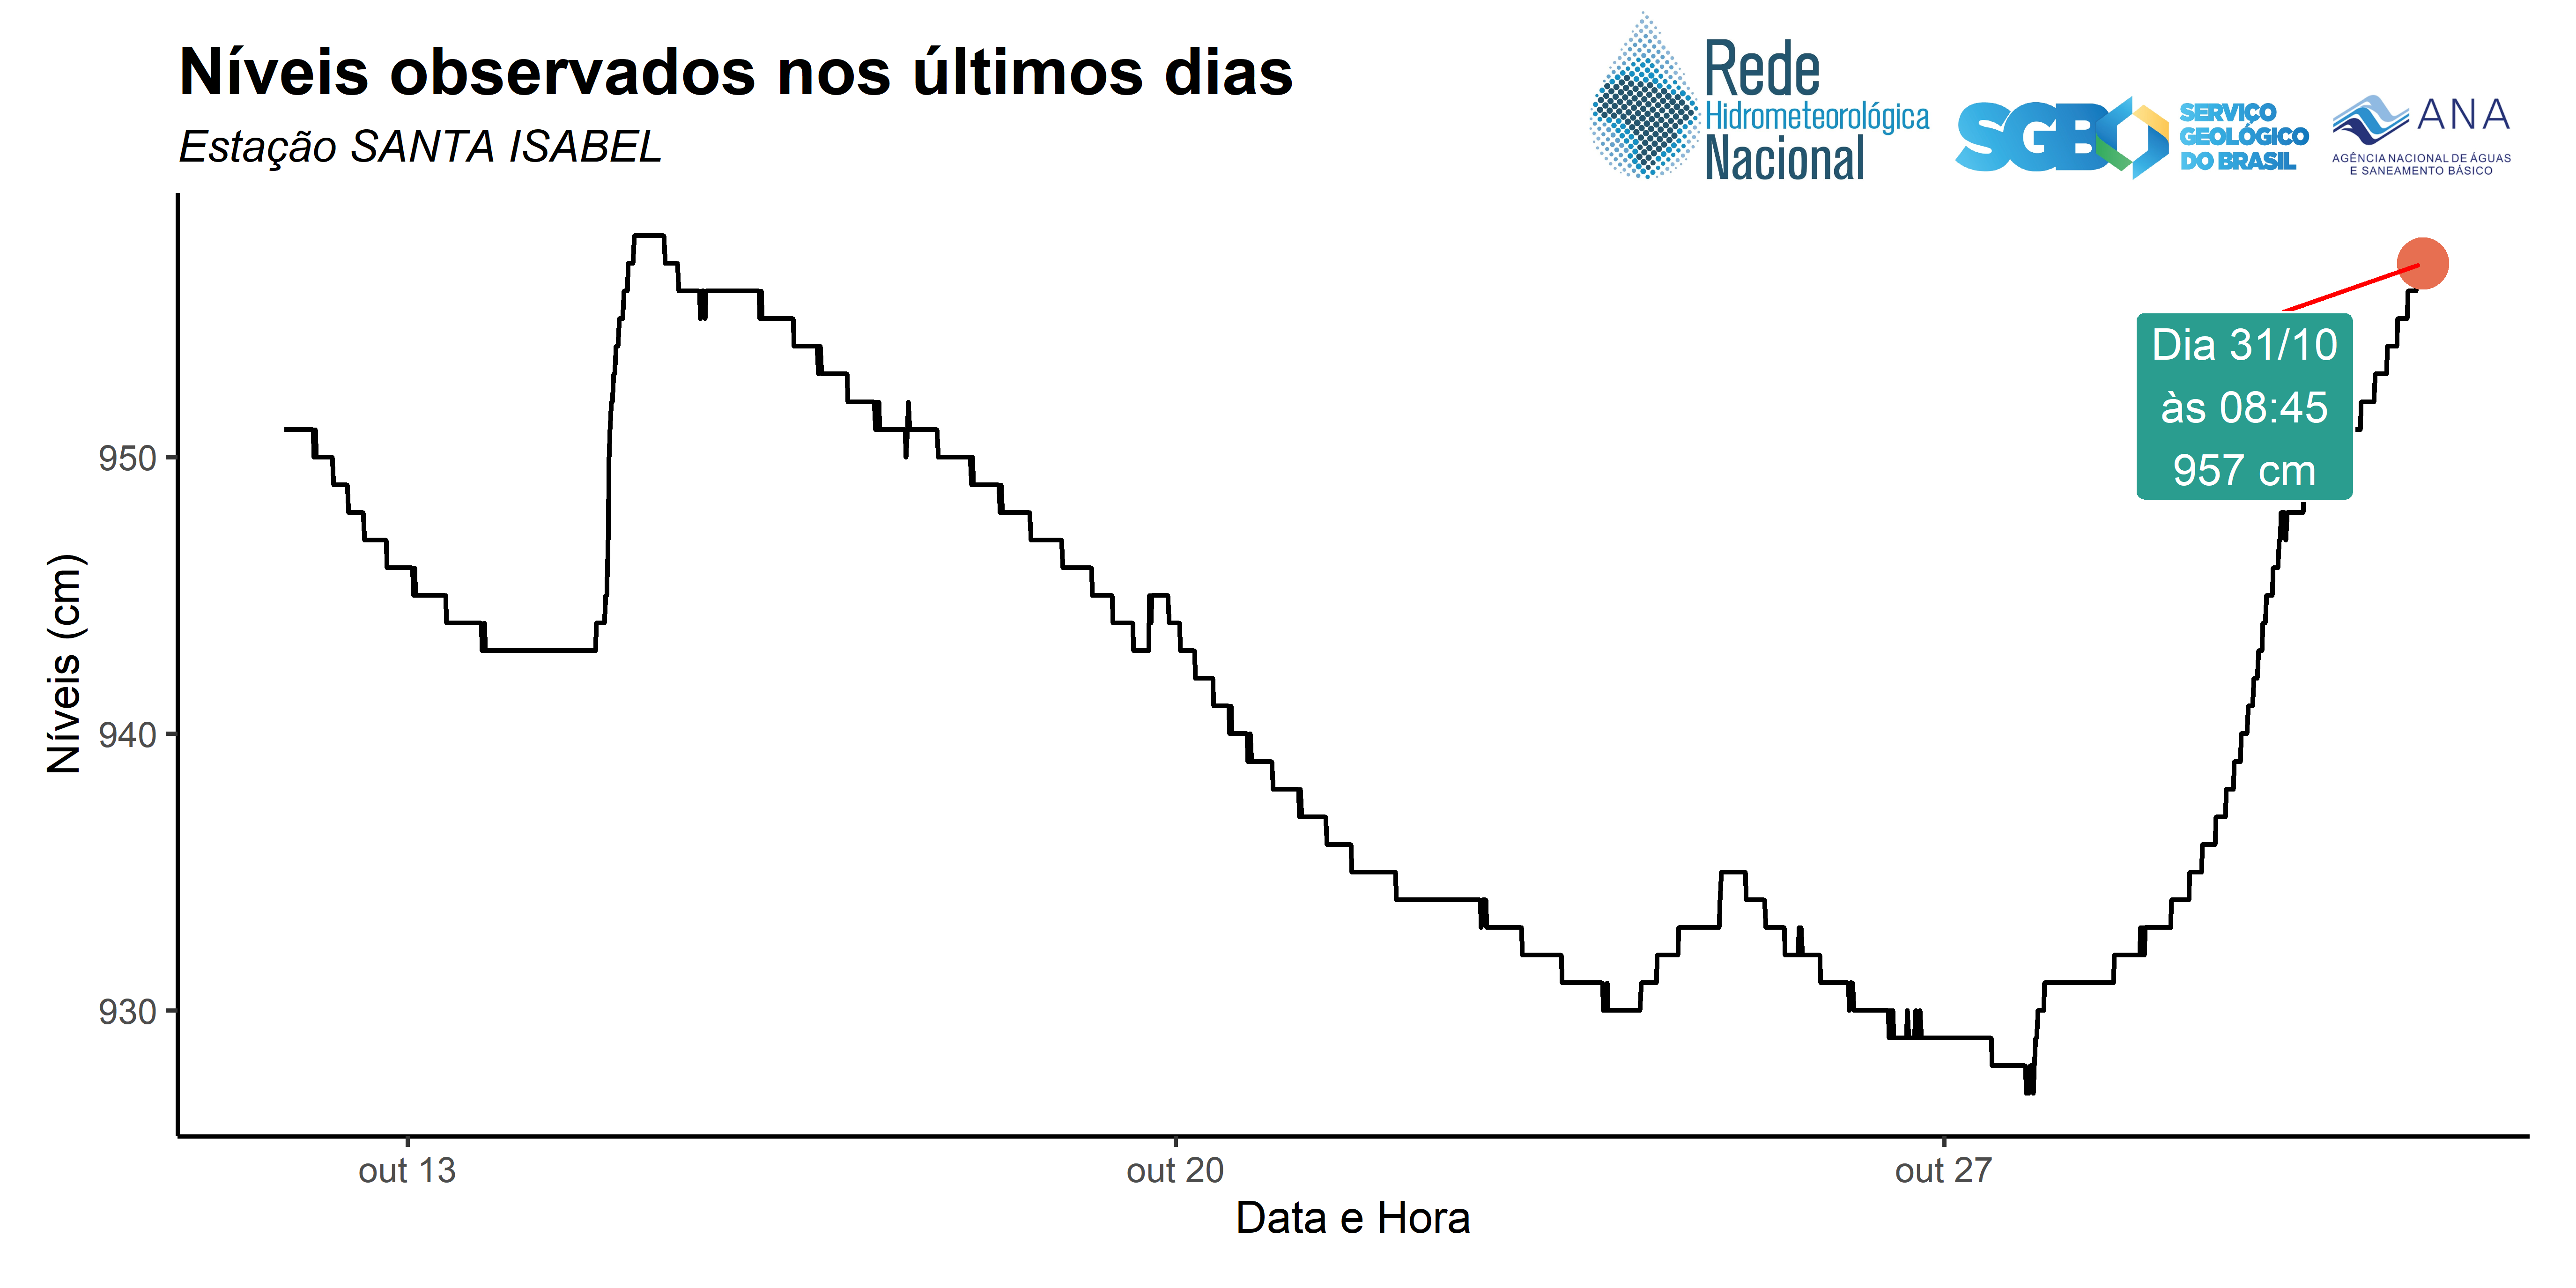 Níveis observados nos últimos dias
Estação SANTA ISABEL
Rede
Hidrometeorológica
Nacional
SGB
SERVIÇO
GEOLÓGICO
DO BRASIL
ANA
AGÊNCIA NACIONAL DE ÁGUAS
E SANEAMENTO BÁSICO
Dia 31/10
às 08:45
957 cm
950
940
930
Níveis (cm)
out 13
out 20
out 27
Data e Hora